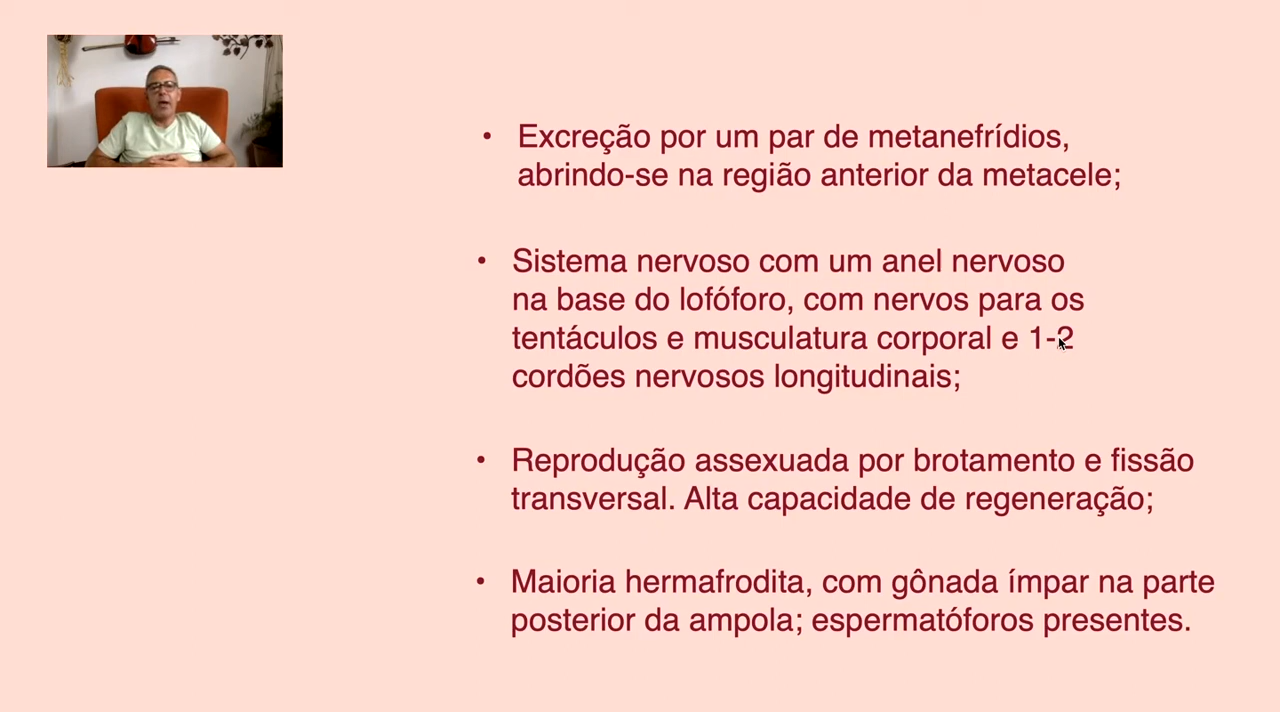 • Excreção por um par de metanefrídios,
abrindo-se na região anterior da metacele;
• Sistema nervoso com um anel nervoso
na base do lofóforo, com nervos para os
tentáculos e musculatura corporal e 1-2
cordões nervosos longitudinais;
• Reprodução assexuada por brotamento e fissão
transversal. Alta capacidade de regeneração;
• Maioria hermafrodita, com gônada ímpar na parte
posterior da ampola; espermatóforos presentes.